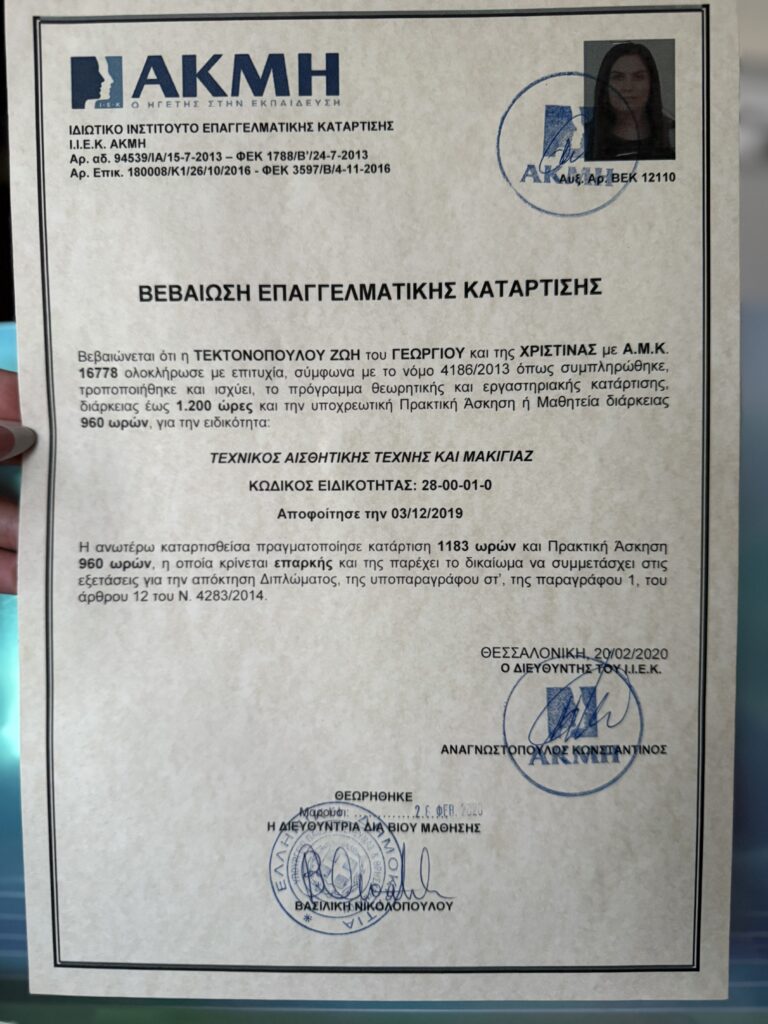 Ι·Ε·Κ
ΑΚΜΗ
Ο ΗΓΕΤΗΣ ΣΤΗΝ ΕΚΠΑΙΔΕΥΣΗ
ΙΔΙΩΤΙΚΟ ΙΝΣΤΙΤΟΥΤΟ ΕΠΑΓΓΕΛΜΑΤΙΚΗΣ ΚΑΤΑΡΤΙΣΗΣ
Ι.Ι.Ε.Κ. ΑΚΜΗ
Αρ. αδ. 94539/ΙΑ/15-7-2013 – ΦΕΚ 1788/Β'/24-7-2013
Αρ. Επικ. 180008/Κ1/26/10/2016 - ΦΕΚ 3597/Β/4-11-2016
ΑΚΜΗ
Αυξ. Αρ. ΒΕΚ 12110
ΒΕΒΑΙΩΣΗ ΕΠΑΓΓΕΛΜΑΤΙΚΗΣ ΚΑΤΑΡΤΙΣΗΣ
Βεβαιώνεται ότι η ΤΕΚΤΟΝΟΠΟΥΛΟΥ ΖΩΗ του ΓΕΩΡΓΙΟΥ και της ΧΡΙΣΤΙΝΑΣ με Α.Μ.Κ.
16778 ολοκλήρωσε με επιτυχία, σύμφωνα με το νόμο 4186/2013 όπως συμπληρώθηκε,
τροποποιήθηκε και ισχύει, το πρόγραμμα θεωρητικής και εργαστηριακής κατάρτισης,
διάρκειας έως 1.200 ώρες και την υποχρεωτική Πρακτική Άσκηση ή Μαθητεία διάρκειας
960 ωρών, για την ειδικότητα:
ΤΕΧΝΙΚΟΣ ΑΙΣΘΗΤΙΚΗΣ ΤΕΧΝΗΣ ΚΑΙ ΜΑΚΙΓΙΑΖ
ΚΩΔΙΚΟΣ ΕΙΔΙΚΟΤΗΤΑΣ: 28-00-01-0
Αποφοίτησε την 03/12/2019
Η ανωτέρω καταρτισθείσα πραγματοποίησε κατάρτιση 1183 ωρών και Πρακτική Άσκηση
960 ωρών, η οποία κρίνεται επαρκής και της παρέχει το δικαίωμα να συμμετάσχει στις
εξετάσεις για την απόκτηση Διπλώματος, της υποπαραγράφου στ', της παραγράφου 1, του
άρθρου 12 του Ν. 4283/2014.
ΘΕΣΣΑΛΟΝΙΚΗ, 20/02/2020
Ο ΔΙΕΥΘΥΝΤΗΣ ΤΟΥ Ι.Ι.Ε.Κ.
ΑΝΑΓΝΩΣΤΟΠΟΥΛΟΣ ΚΩΝΣΤΑΝΤΙΝΟΣ
ΑΚΜΗ
ΘΕΩΡΗΘΗΚΕ
Μαρούσι: .............. 26 ΦΕΒ. 2020
Η ΔΙΕΥΘΥΝΤΡΙΑ ΔΙΑ ΒΙΟΥ ΜΑΘΗΣΗΣ
ΕΛΛΗΝΙΚΗ ΔΗΜΟΚΡΑΤΙΑ
ΒΑΣΙΛΙΚΗ ΝΙΚΟΛΟΠΟΥΛΟΥ